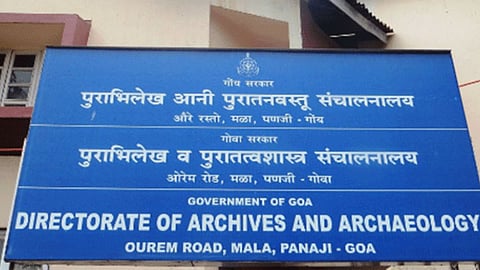 गोंय सरकार
पुराभिलेख आनी पुरातनवस्तू संचालनालय
औरे रस्तो, मळा, पणजी - गोंय
गोवा सरकार
पुराभिलेख व पुरातत्वशास्त्र संचालनालय
ओरेम रोड, मळा, पणजी - गोवा
GOVERNMENT OF GOA
DIRECTORATE OF ARCHIVES AND ARCHAEOLOGY
OUREM ROAD, MALA, PANAJI - GOA